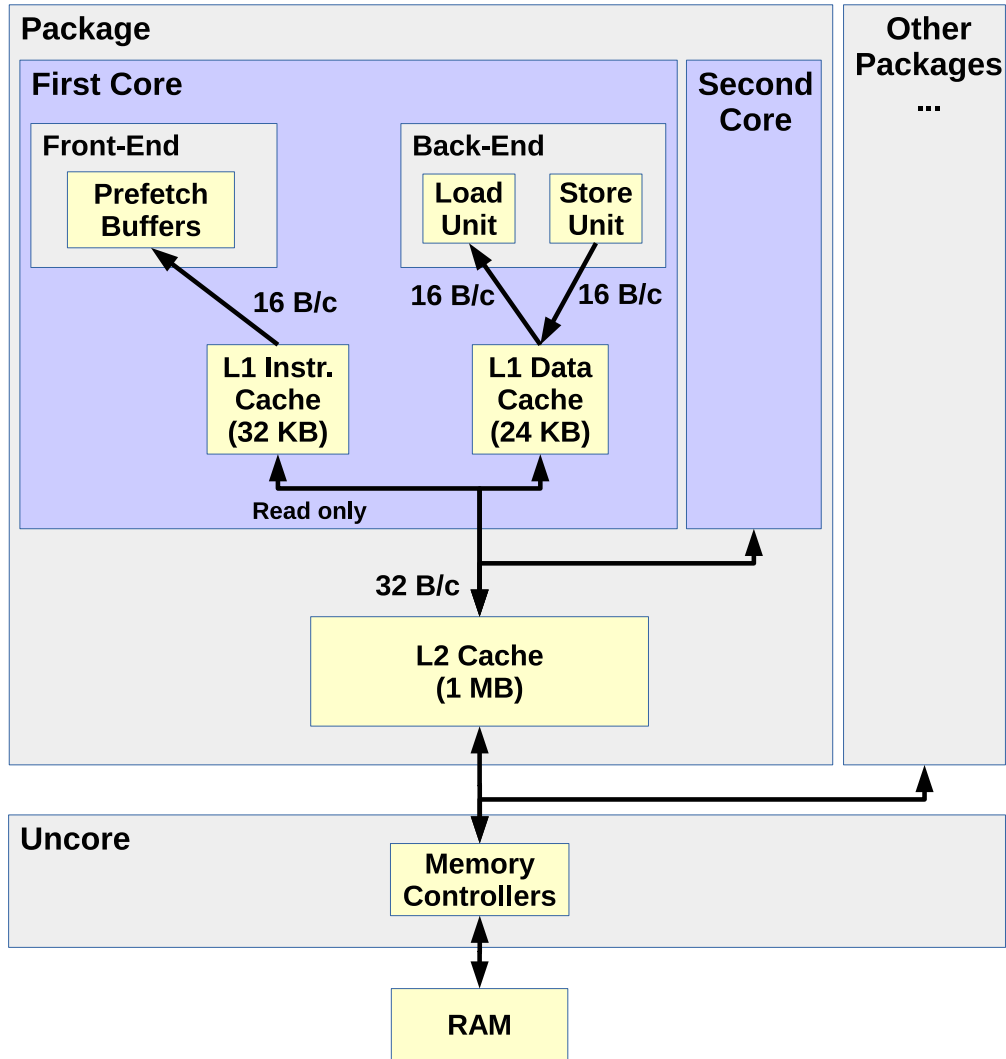 Package
Other
Packages
...
First Core
Second
Core
Front-End
Back-End
Prefetch
Buffers
Load
Unit
Store
Unit
16 B/c
16 B/c
16 B/c
L1 Instr.
Cache
(32 KB)
L1 Data
Cache
(24 KB)
Read only
32 B/c
L2 Cache
(1 MB)
Uncore
Memory
Controllers
RAM